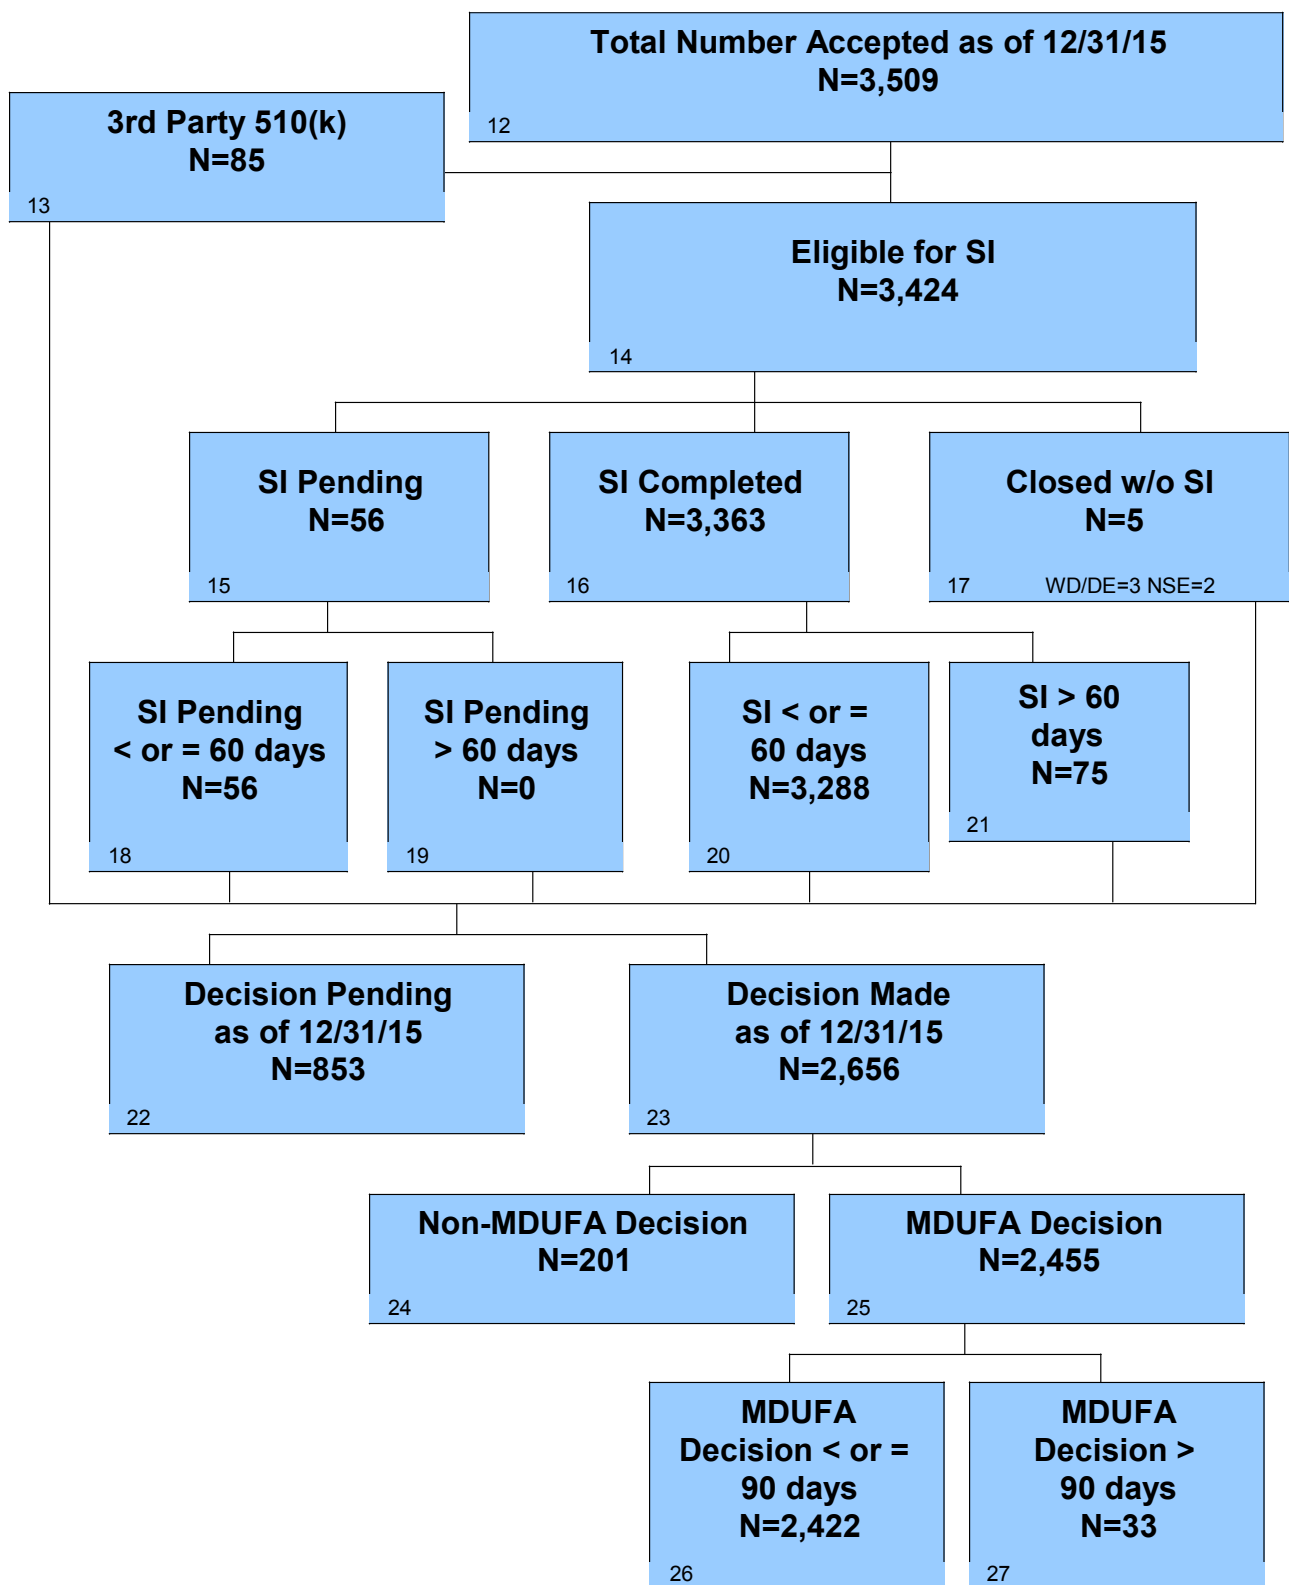 Total Number Accepted as of 12/31/15
N=3,509
12
3rd Party 510(k)
N=85
13
Eligible for SI
N=3,424
14
SI Pending
N=56
15
SI Completed
N=3,363
16
Closed w/o SI
N=5
17 WD/DE=3 NSE=2
SI Pending
< or = 60 days
N=56
18
SI Pending
> 60 days
N=0
19
SI < or =
60 days
N=3,288
20
SI > 60
days
N=75
21
Decision Pending
as of 12/31/15
N=853
22
Decision Made
as of 12/31/15
N=2,656
23
Non-MDUFA Decision
N=201
24
MDUFA Decision
N=2,455
25
MDUFA
Decision < or =
90 days
N=2,422
26
MDUFA
Decision >
90 days
N=33
27